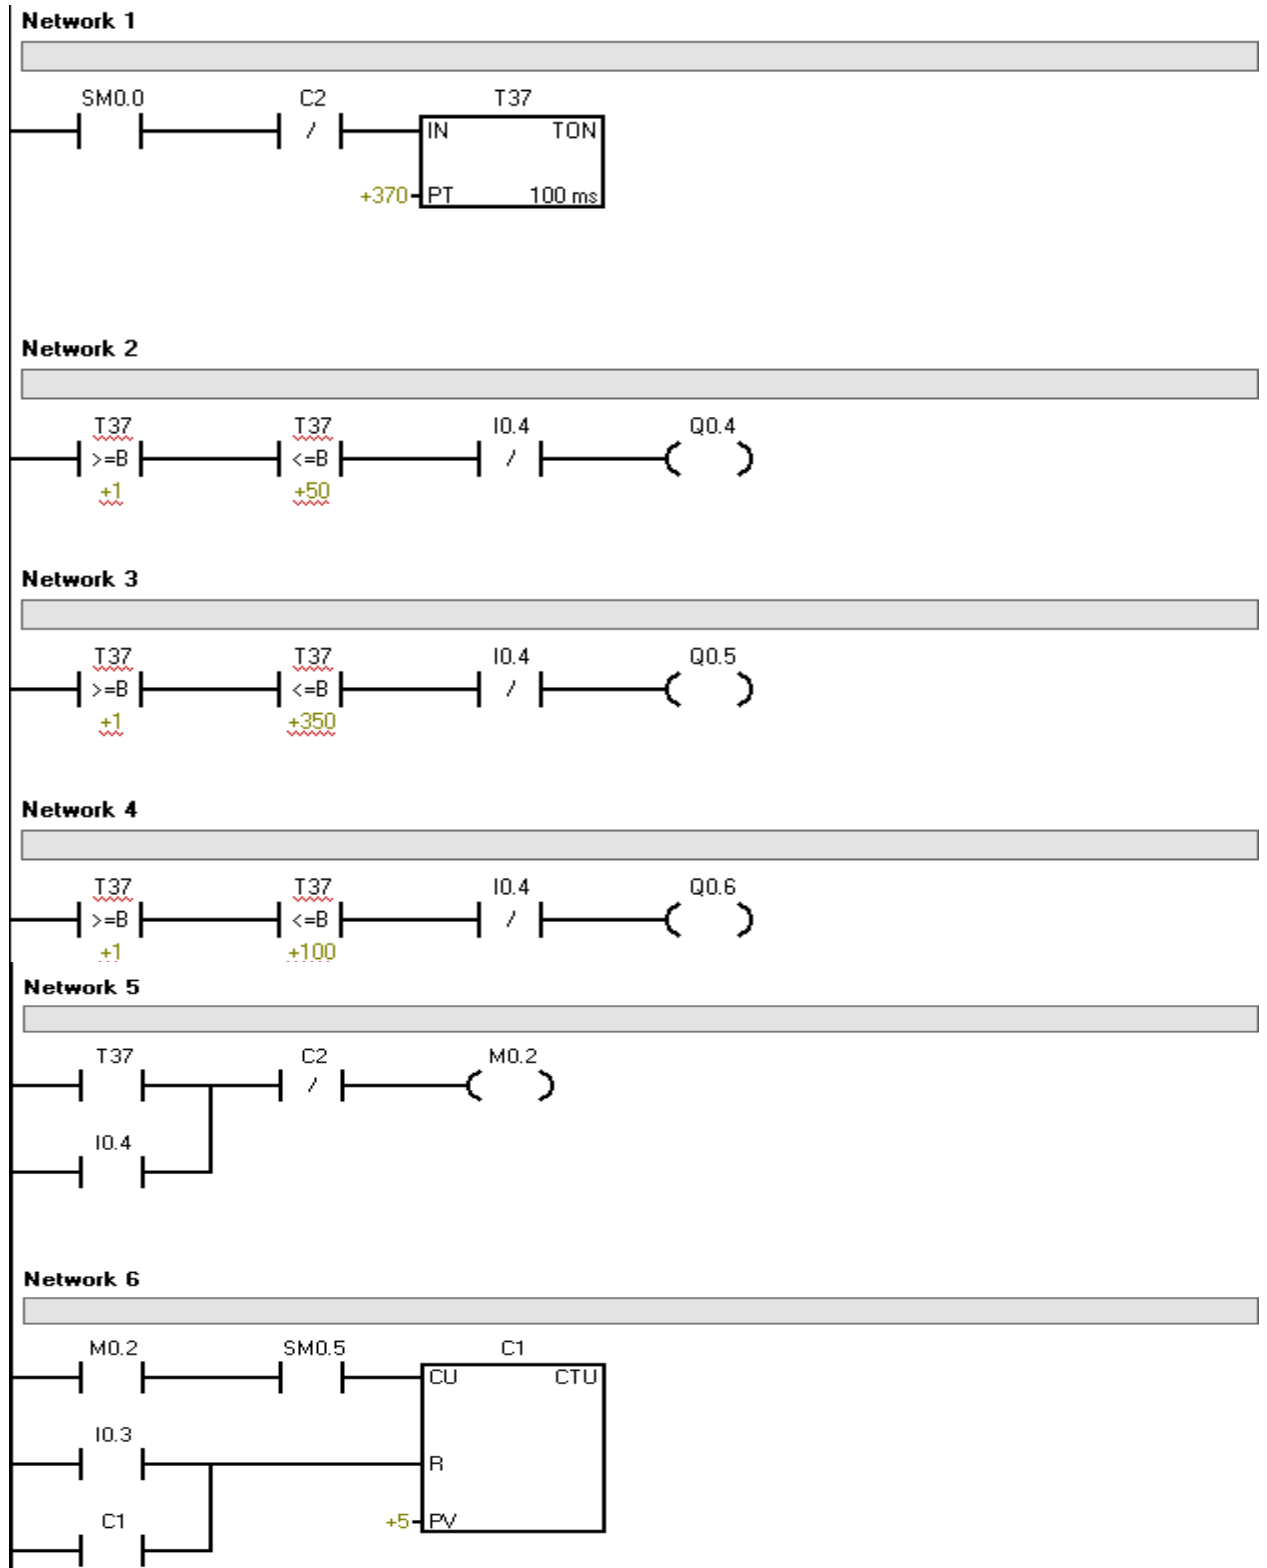 Network 1
SM0.0 C2 T37
/ IN TON
+370 PT 100 ms
Network 2
T37 T37 I0.4 Q0.4
>=B <=B /
+1 +50
Network 3
T37 T37 I0.4 Q0.5
>=B <=B /
+1 +350
Network 4
T37 T37 I0.4 Q0.6
>=B <=B /
+1 +100
Network 5
T37 C2 M0.2
/
I0.4
Network 6
M0.2 SM0.5 C1
CU CTU
I0.3
R
C1
+5 PV